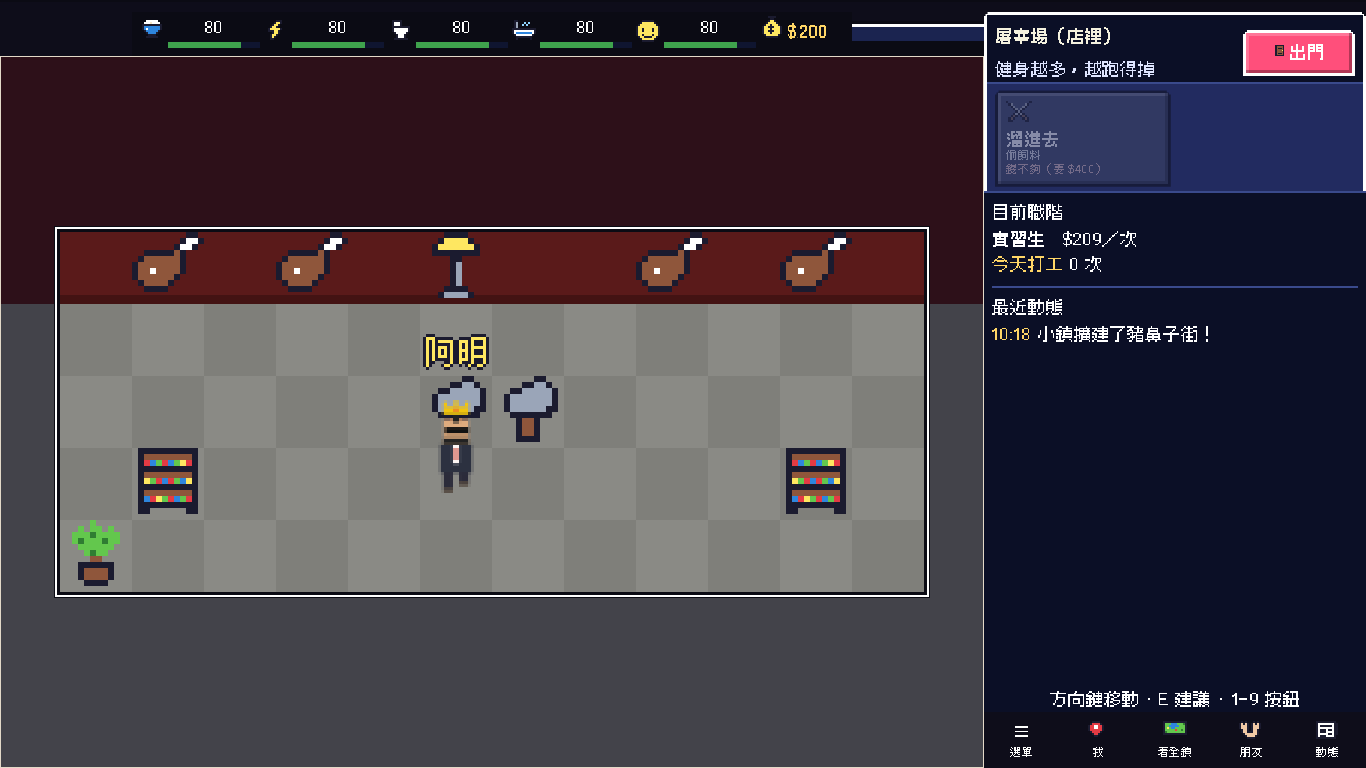 80
80
80
80
80
$200
屠宰場（店裡）
健身越多，越跑得掉
出門
溜進去
偷飼料
錢不夠（要 $400）
目前職階
實習生 $209／次
今天打工 0 次
最近動態
10:18 小鎮擴建了豬鼻子街！
阿明
方向鍵移動 · E 建議 · 1-9 按鈕
選單
我
看全鎮
朋友
動態